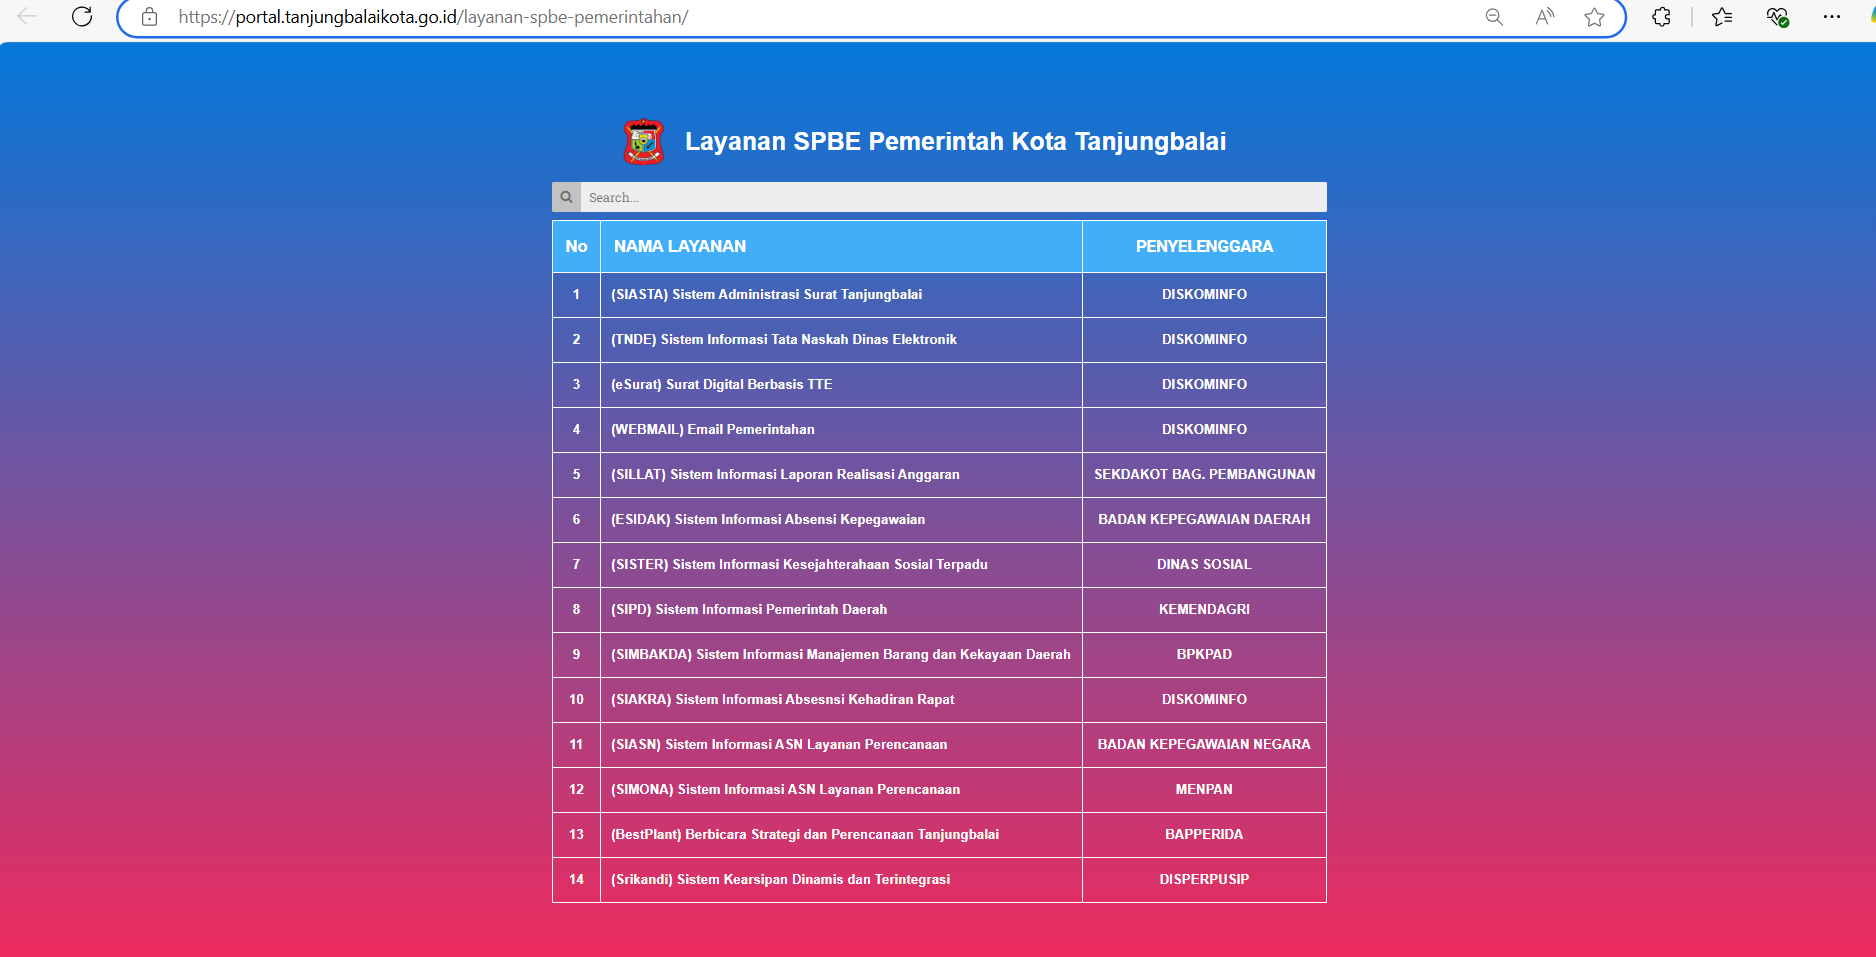 https://portal.tanjungbalaikota.go.id/layanan-spbe-pemerintahan/
Layanan SPBE Pemerintah Kota Tanjungbalai
Search...
No NAMA LAYANAN PENYELENGGARA
1 (SIASTA) Sistem Administrasi Surat Tanjungbalai DISKOMINFO
2 (TNDE) Sistem Informasi Tata Naskah Dinas Elektronik DISKOMINFO
3 (eSurat) Surat Digital Berbasis TTE DISKOMINFO
4 (WEBMAIL) Email Pemerintahan DISKOMINFO
5 (SILLAT) Sistem Informasi Laporan Realisasi Anggaran SEKDAKOT BAG. PEMBANGUNAN
6 (ESIDAK) Sistem Informasi Absensi Kepegawaian BADAN KEPEGAWAIAN DAERAH
7 (SISTER) Sistem Informasi Kesejahterahaan Sosial Terpadu DINAS SOSIAL
8 (SIPD) Sistem Informasi Pemerintah Daerah KEMENDAGRI
9 (SIMBAKDA) Sistem Informasi Manajemen Barang dan Kekayaan Daerah BPKPAD
10 (SIAKRA) Sistem Informasi Absesnsi Kehadiran Rapat DISKOMINFO
11 (SIASN) Sistem Informasi ASN Layanan Perencanaan BADAN KEPEGAWAIAN NEGARA
12 (SIMONA) Sistem Informasi ASN Layanan Perencanaan MENPAN
13 (BestPlant) Berbicara Strategi dan Perencanaan Tanjungbalai BAPPERIDA
14 (Srikandi) Sistem Kearsipan Dinamis dan Terintegrasi DISPERPUSIP